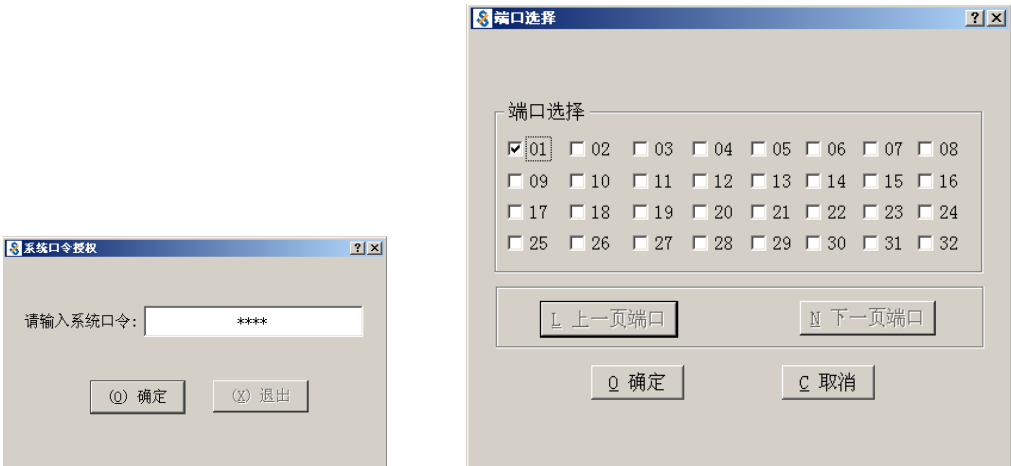 系统口令授权
请输入系统口令: ****
(O) 确定 (X) 退出
端口选择
端口选择
01 02 03 04 05 06 07 08
09 10 11 12 13 14 15 16
17 18 19 20 21 22 23 24
25 26 27 28 29 30 31 32
L 上一页端口 N 下一页端口
O 确定 C 取消